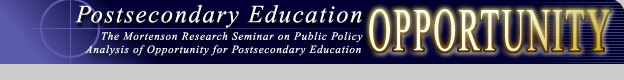 Postsecondary Education
The Mortenson Research Seminar on Public Policy
Analysis of Opportunity for Postsecondary Education
OPPORTUNITY